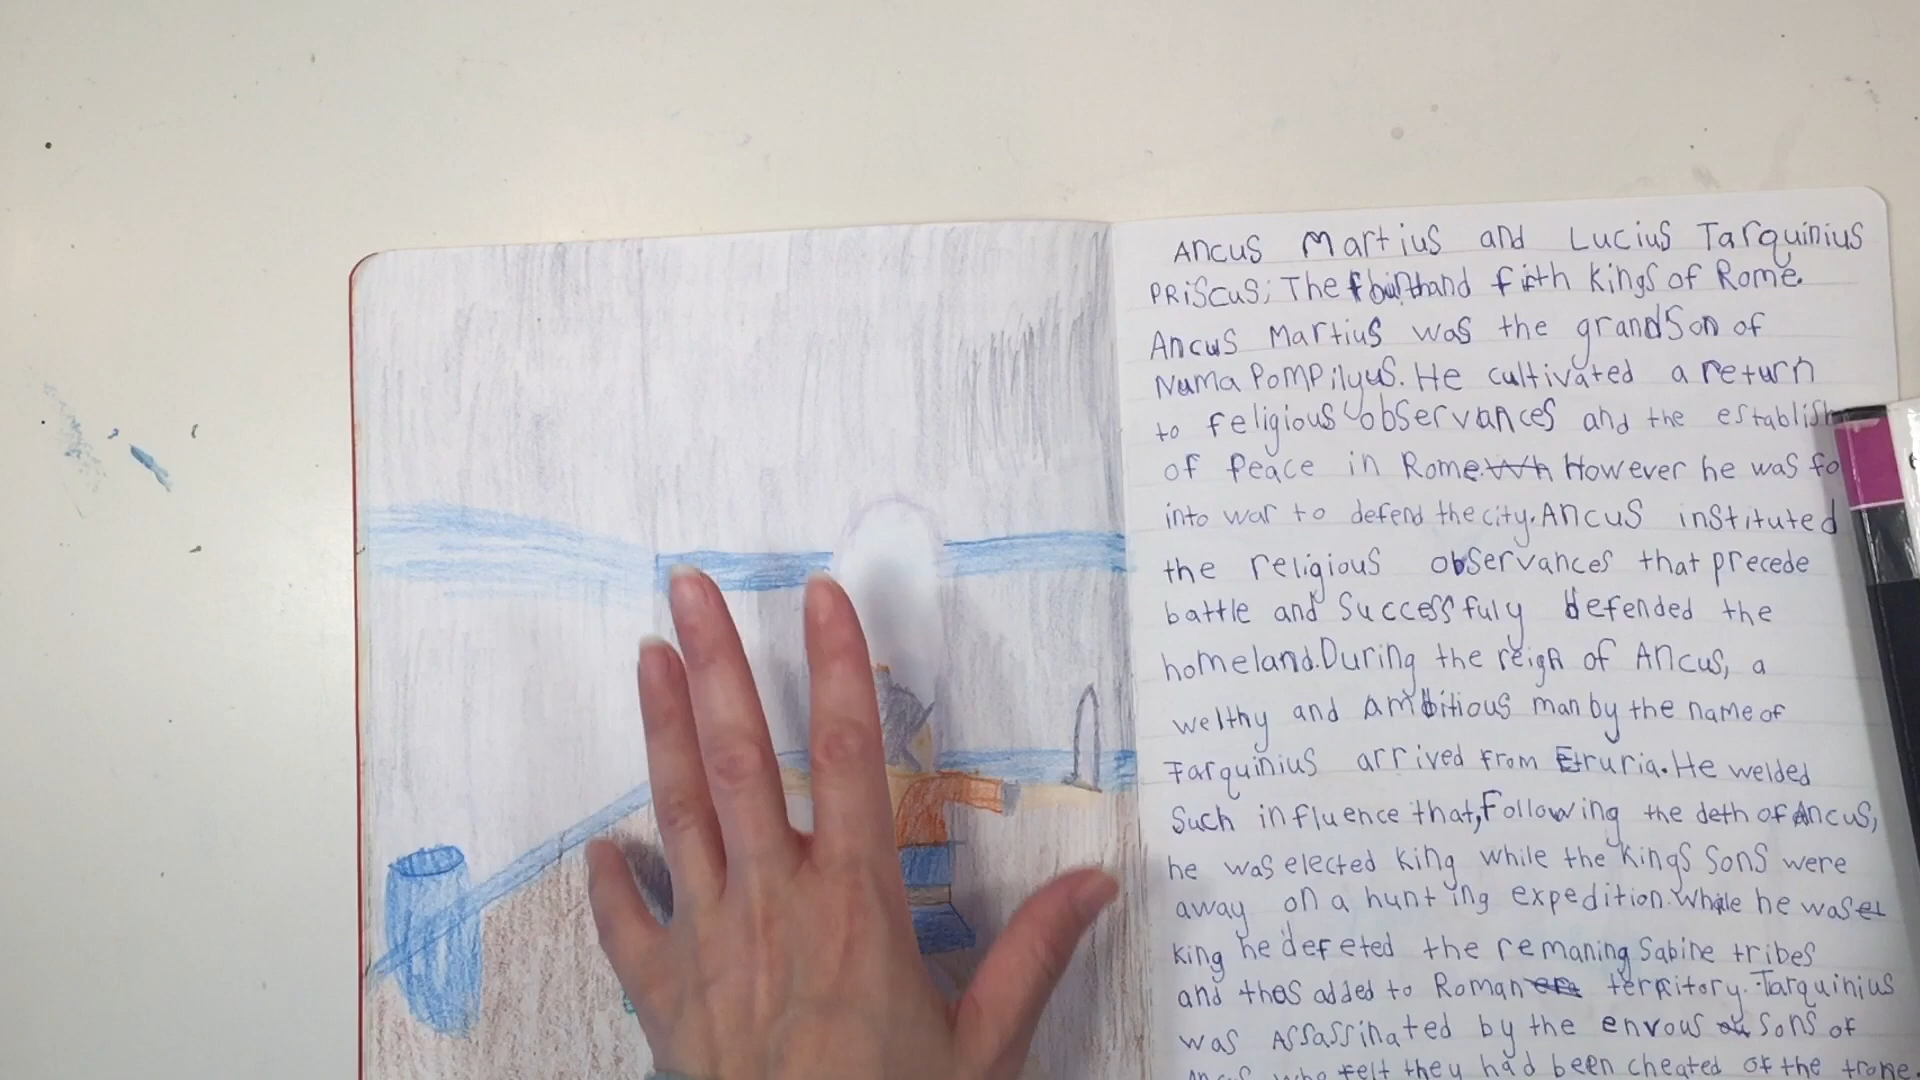 Ancus Martius and Lucius Tarquinius
PRiscus; The fourthand fifth Kings of Rome.
Ancus Martius was the grandson of
Numa Pompilyus. He cultivated a return
to religious observances and the establish
of Peace in Rome. However he was fo
into war to defend the city. Ancus instituted
the religious observances that precede
battle and Successfuly defended the
homeland. During the reign of Ancus, a
welthy and ambitious man by the name of
Tarquinius arrived from Etruria. He welded
Such influence that, following the deth of Ancus,
he was elected king while the kings sons were
away on a hunting expedition. While he was
king he defeted the remaning Sabine tribes
and thas added to Roman territory. Tarquinius
was Assassinated by the envous sons of
Ancus who felt they had been cheated of the trone.